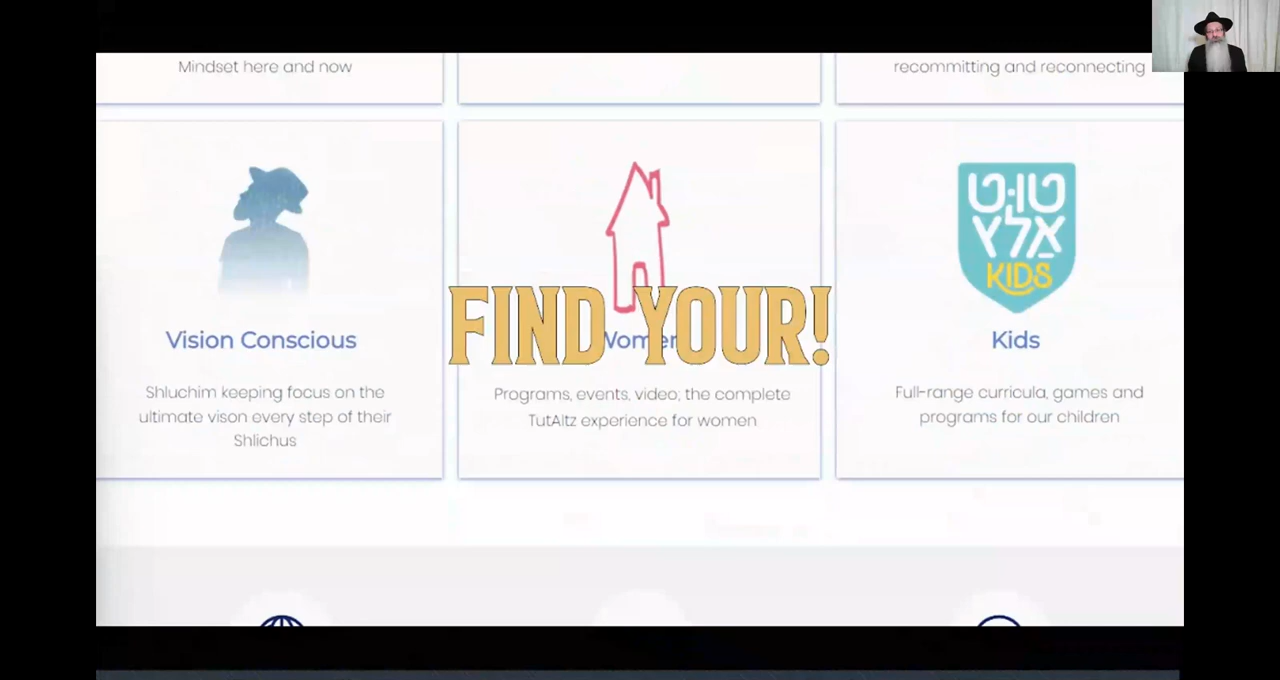 Mindset here and now
recommitting and reconnecting
טוט
אלץ
KIDS
FIND YOUR!
Vision Conscious
Women
Kids
Shluchim keeping focus on the
ultimate vison every step of their
Shlichus
Programs, events, video; the complete
TutAltz experience for women
Full-range curricula, games and
programs for our children